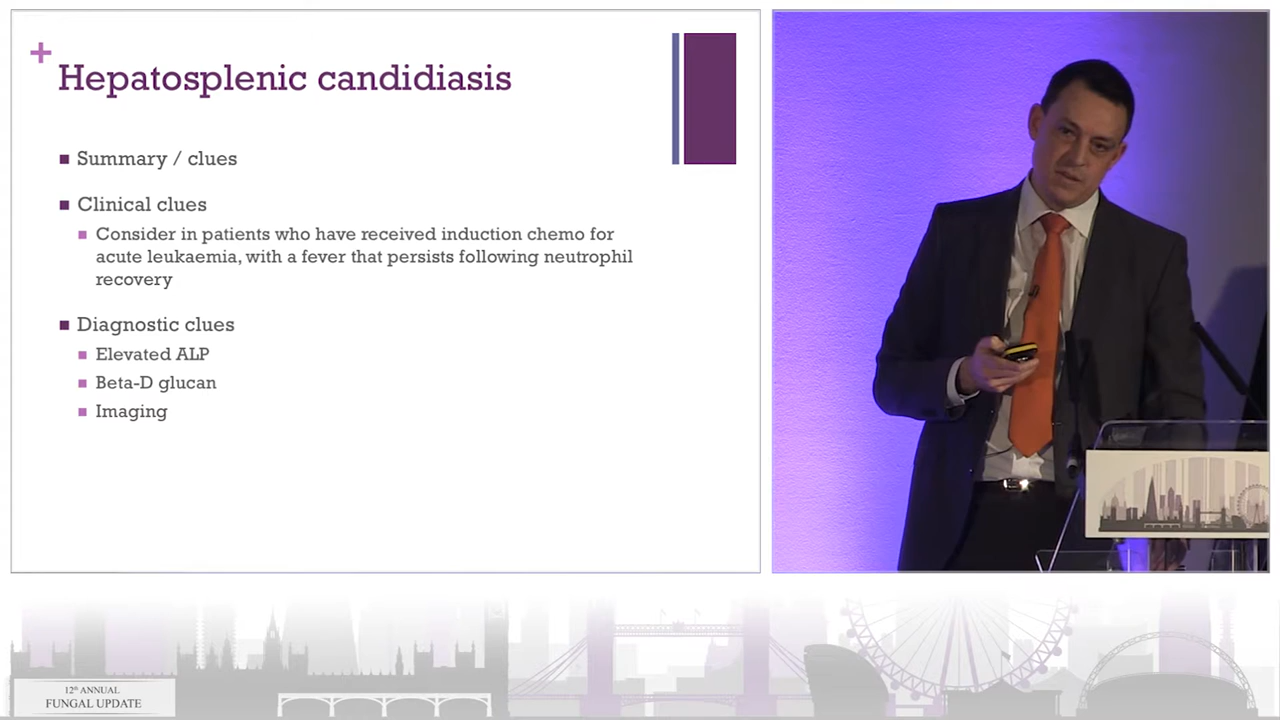 Hepatosplenic candidiasis
Summary / clues
Clinical clues
Consider in patients who have received induction chemo for
acute leukaemia, with a fever that persists following neutrophil
recovery
Diagnostic clues
Elevated ALP
Beta-D glucan
Imaging
12th ANNUAL
FUNGAL UPDATE